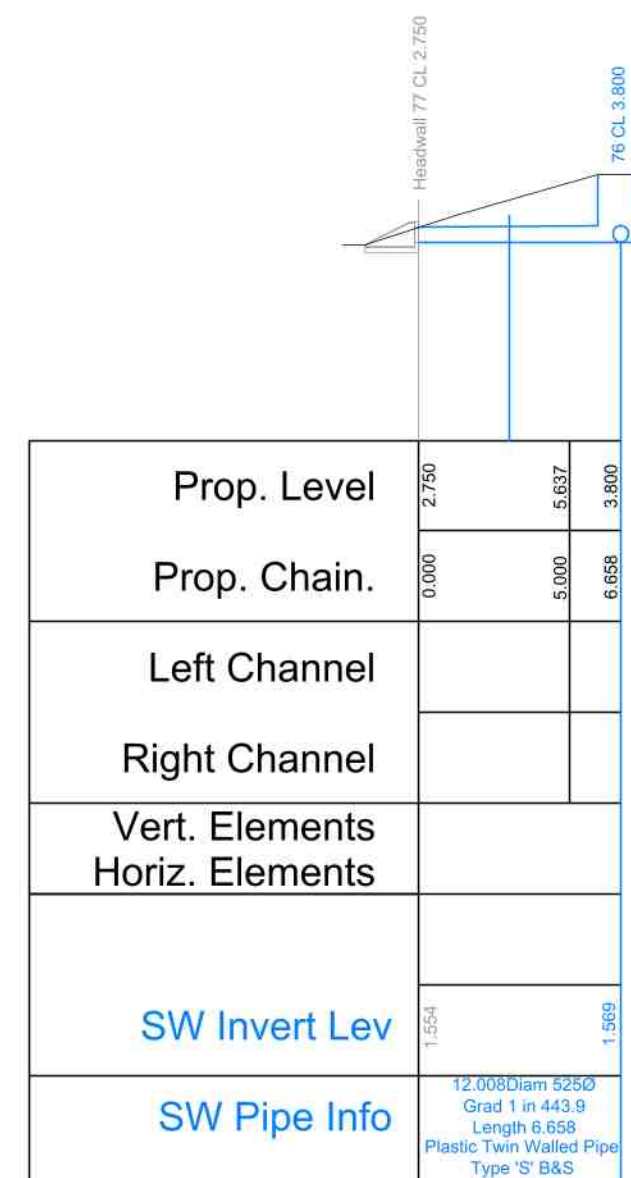 Headwall 77 CL 2.750
76 CL 3.800
Prop. Level 2.750 5.637 3.800
Prop. Chain. 0.000 5.000 6.658
Left Channel
Right Channel
Vert. Elements
Horiz. Elements
SW Invert Lev 1.554 1.569
SW Pipe Info
12.008Diam 525Ø
Grad 1 in 443.9
Length 6.658
Plastic Twin Walled Pipe
Type 'S' B&S